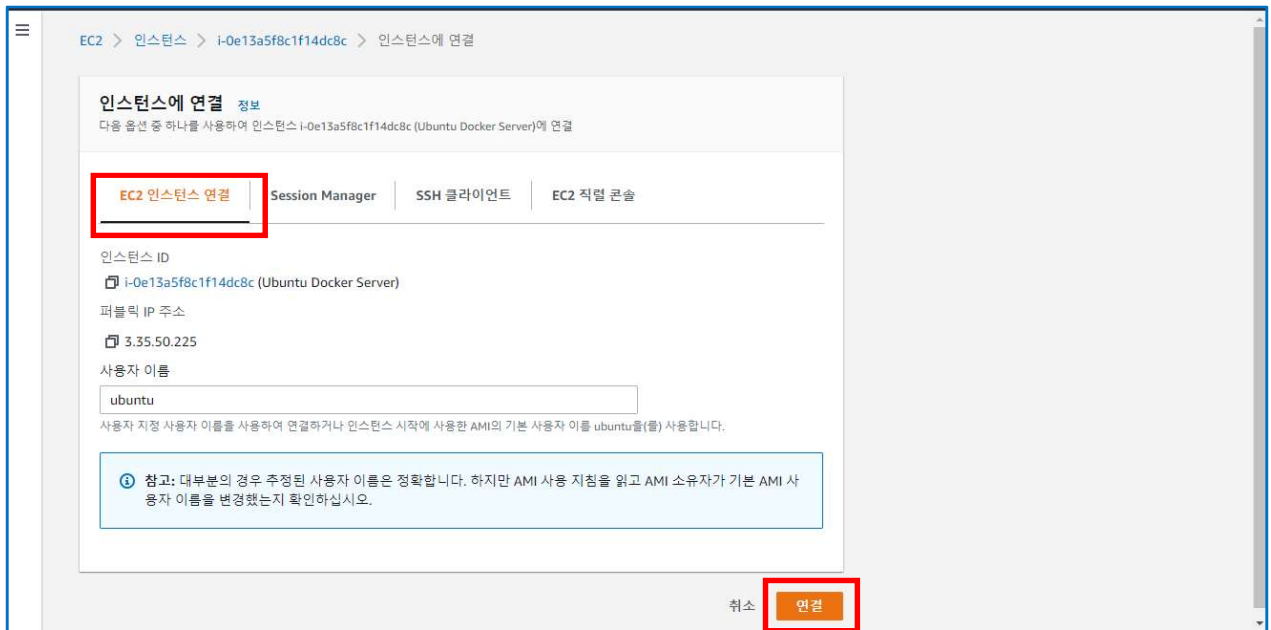 EC2 > 인스턴스 > i-0e13a5f8c1f14dc8c > 인스턴스에 연결
인스턴스에 연결 정보
다음 옵션 중 하나를 사용하여 인스턴스 i-0e13a5f8c1f14dc8c (Ubuntu Docker Server)에 연결
EC2 인스턴스 연결 Session Manager SSH 클라이언트 EC2 직렬 콘솔
인스턴스 ID
i-0e13a5f8c1f14dc8c (Ubuntu Docker Server)
퍼블릭 IP 주소
3.35.50.225
사용자 이름
ubuntu
사용자 지정 사용자 이름을 사용하여 연결하거나 인스턴스 시작에 사용한 AMI의 기본 사용자 이름 ubuntu을(를) 사용합니다.
참고: 대부분의 경우 추정된 사용자 이름은 정확합니다. 하지만 AMI 사용 지침을 읽고 AMI 소유자가 기본 AMI 사
용자 이름을 변경했는지 확인하십시오.
취소 연결